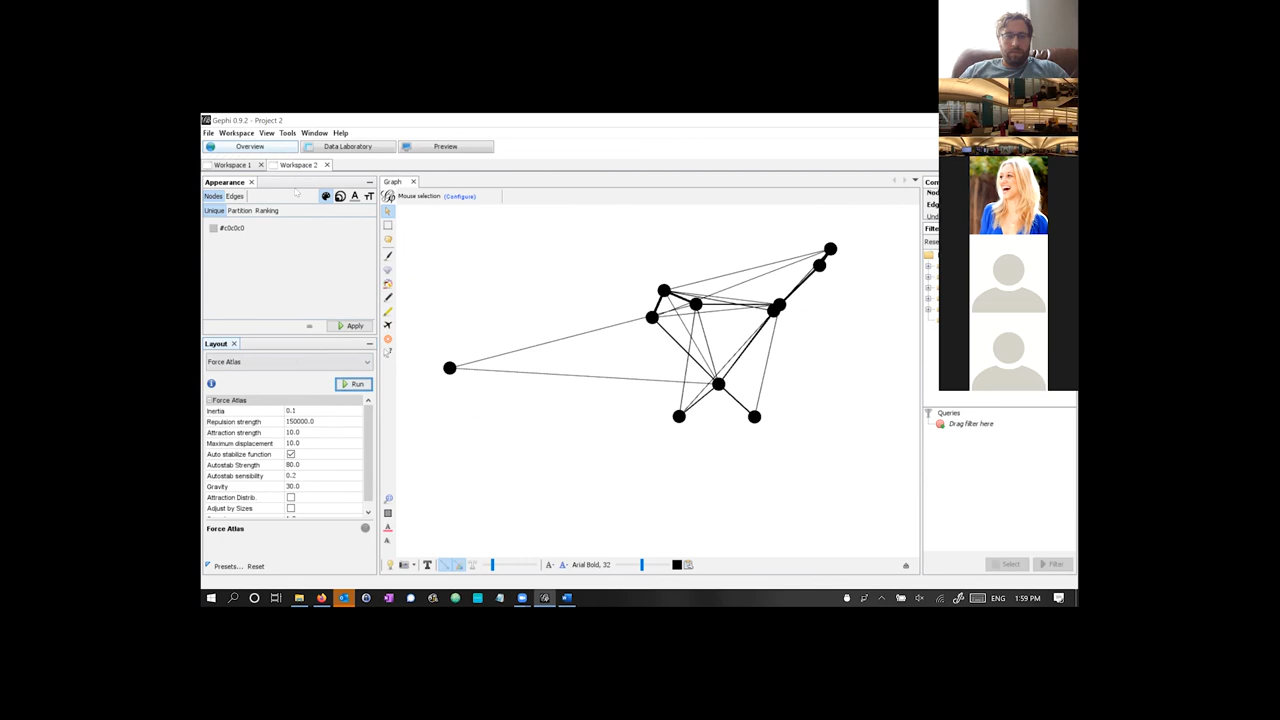 Gephi 0.9.2 - Project 2
File Workspace View Tools Window Help
Overview Data Laboratory Preview
Workspace 1 Workspace 2
Appearance
Nodes Edges
Unique Partition Ranking
#c0c0c0
Apply
Layout
Force Atlas
Run
Force Atlas
Inertia 0.1
Repulsion strength 150000.0
Attraction strength 10.0
Maximum displacement 10.0
Auto stabilize function
Autostab Strength 80.0
Autostab sensibility 0.2
Gravity 30.0
Attraction Distrib.
Adjust by Sizes
Force Atlas
Presets... Reset
Graph
Mouse selection (Configure)
Arial Bold, 32
Queries
Drag filter here
Select Filter
ENG 1:59 PM